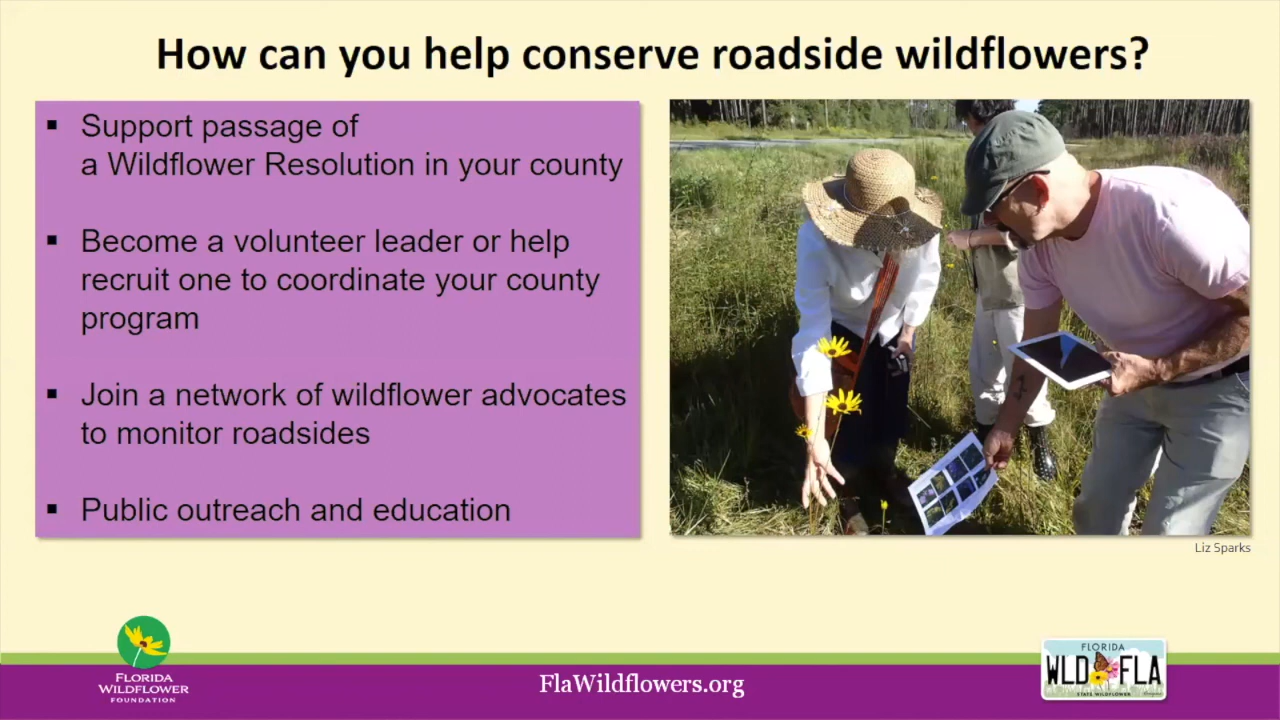 How can you help conserve roadside wildflowers?
▪ Support passage of
a Wildflower Resolution in your county
▪ Become a volunteer leader or help
recruit one to coordinate your county
program
▪ Join a network of wildflower advocates
to monitor roadsides
▪ Public outreach and education
Liz Sparks
FLORIDA
WILDFLOWER
FOUNDATION
FlaWildflowers.org
FLORIDA
WLD FLA
STATE WILDFLOWER